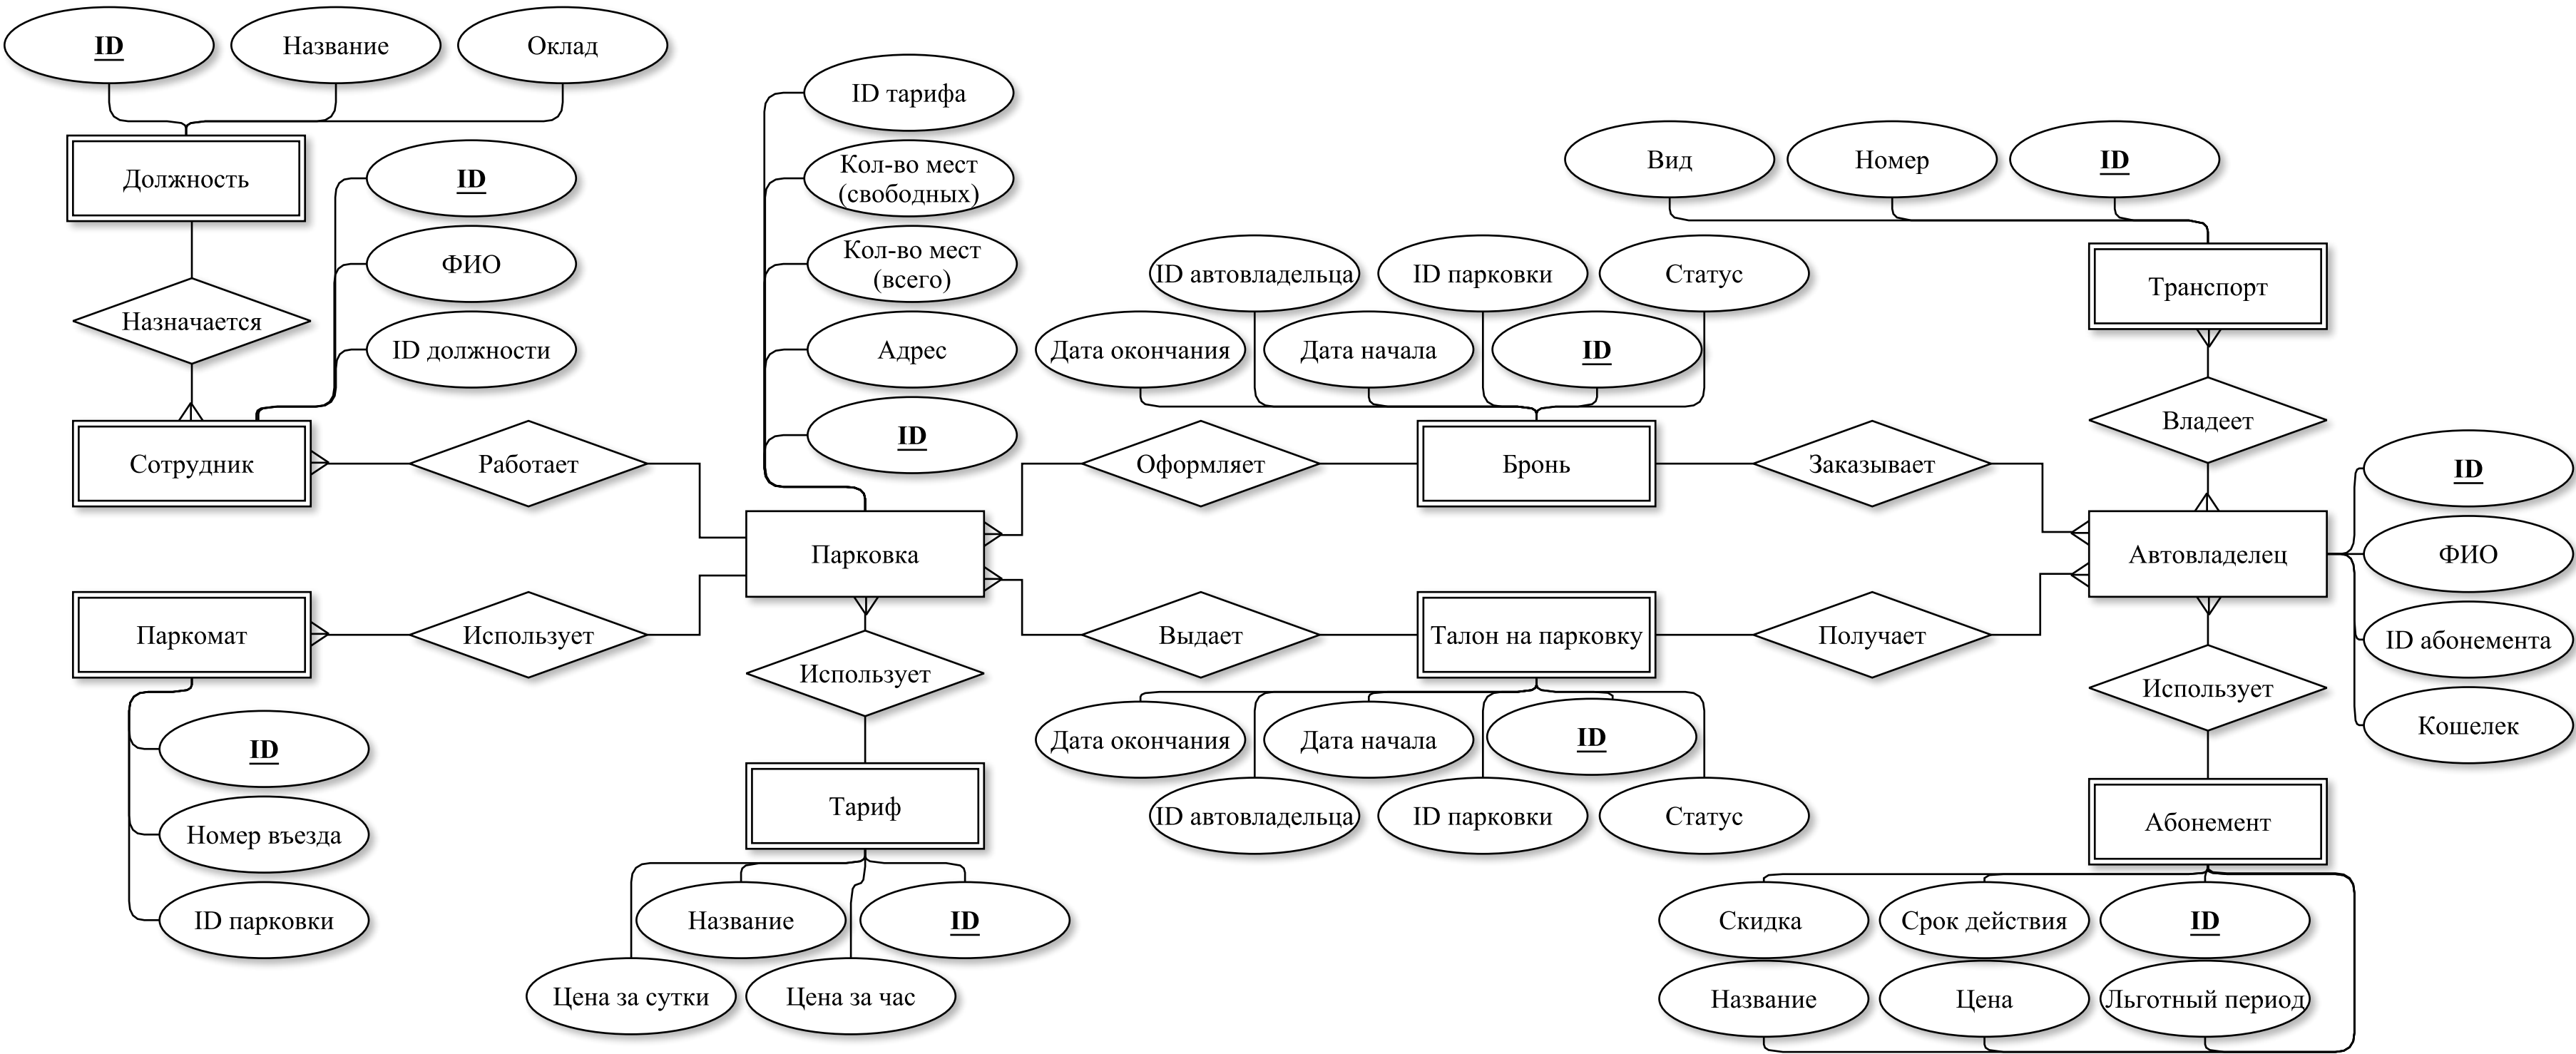 ID
Название
Оклад
Должность
ID
ФИО
ID должности
Назначается
Сотрудник
Работает
ID тарифа
Кол-во мест
(свободных)
Кол-во мест
(всего)
Адрес
ID
Парковка
Паркомат
Использует
ID
Номер въезда
ID парковки
Использует
Тариф
Название
ID
Цена за сутки
Цена за час
ID автовладельца
ID парковки
Статус
Дата окончания
Дата начала
ID
Оформляет
Бронь
Заказывает
Выдает
Талон на парковку
Получает
Дата окончания
Дата начала
ID
ID автовладельца
ID парковки
Статус
Вид
Номер
ID
Транспорт
Владеет
Автовладелец
ID
ФИО
ID абонемента
Кошелек
Использует
Абонемент
Скидка
Срок действия
ID
Название
Цена
Льготный период